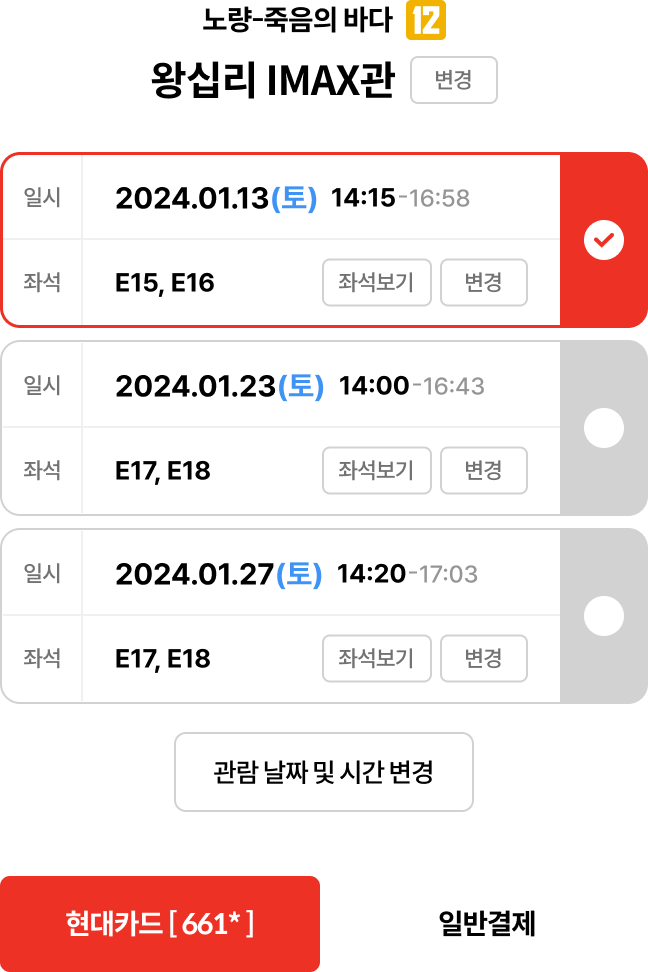 노량-죽음의 바다 12
왕십리 IMAX관 변경
일시 2024.01.13(토) 14:15-16:58
좌석 E15, E16 좌석보기 변경
일시 2024.01.23(토) 14:00-16:43
좌석 E17, E18 좌석보기 변경
일시 2024.01.27(토) 14:20-17:03
좌석 E17, E18 좌석보기 변경
관람 날짜 및 시간 변경
현대카드 [ 661* ] 일반결제